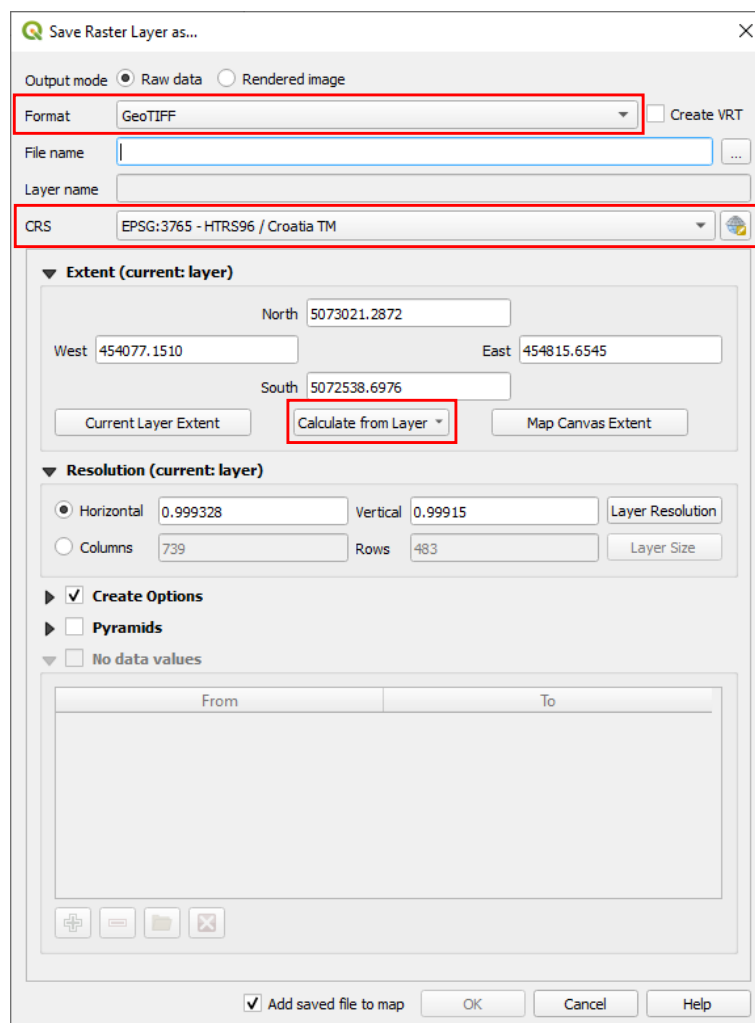 Save Raster Layer as...
Output mode Raw data Rendered image
Format GeoTIFF Create VRT
File name ...
Layer name
CRS EPSG:3765 - HTRS96 / Croatia TM
Extent (current: layer)
North 5073021.2872
West 454077.1510 East 454815.6545
South 5072538.6976
Current Layer Extent Calculate from Layer Map Canvas Extent
Resolution (current: layer)
Horizontal 0.999328 Vertical 0.99915 Layer Resolution
Columns 739 Rows 483 Layer Size
Create Options
Pyramids
No data values
From To
Add saved file to map OK Cancel Help